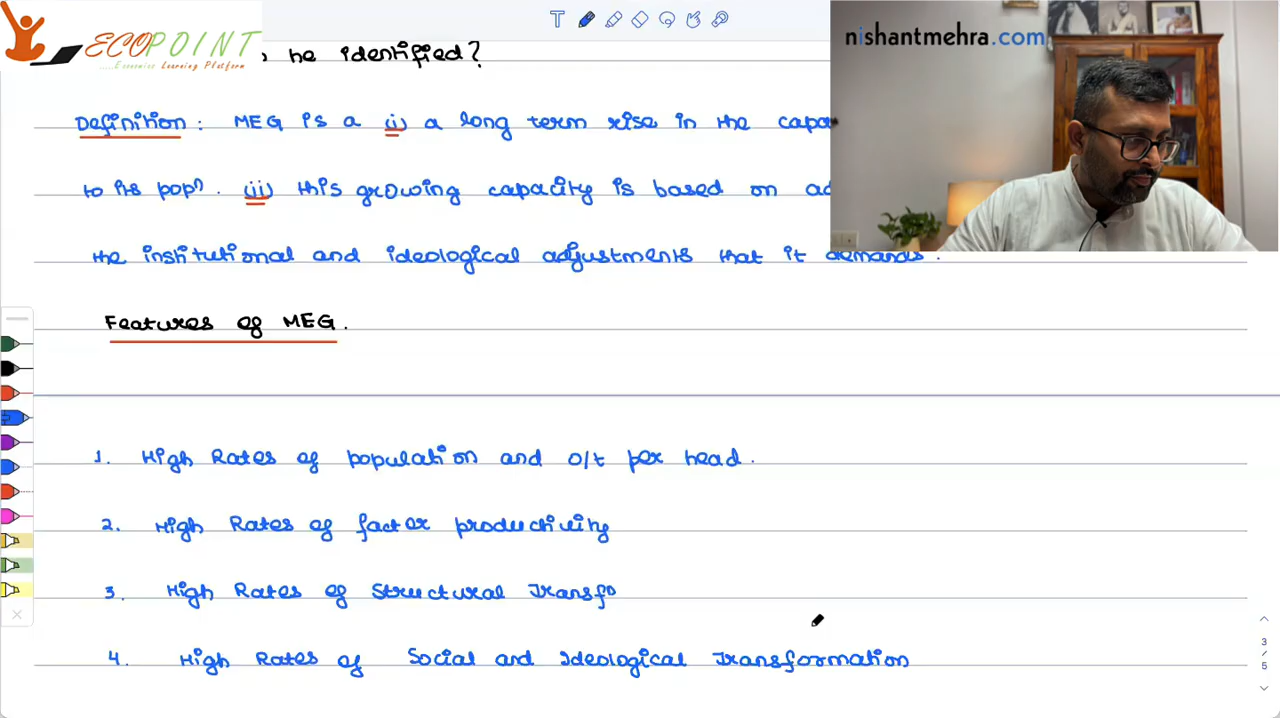 ECOPOINT
.....Economics Learning Platform
nishantmehra.com
he identified?
Definition: MEG is a (i) a long term rise in the capa
to its popn. (ii) this growing capacity is based on ad
the institutional and ideological adjustments that it demands.
Features of MEG.
1. High Rates of population and o/t per head.
2. High Rates of factor productivity
3. High Rates of Structural Transfo
4. High Rates of Social and Ideological Transformation
3
/
5